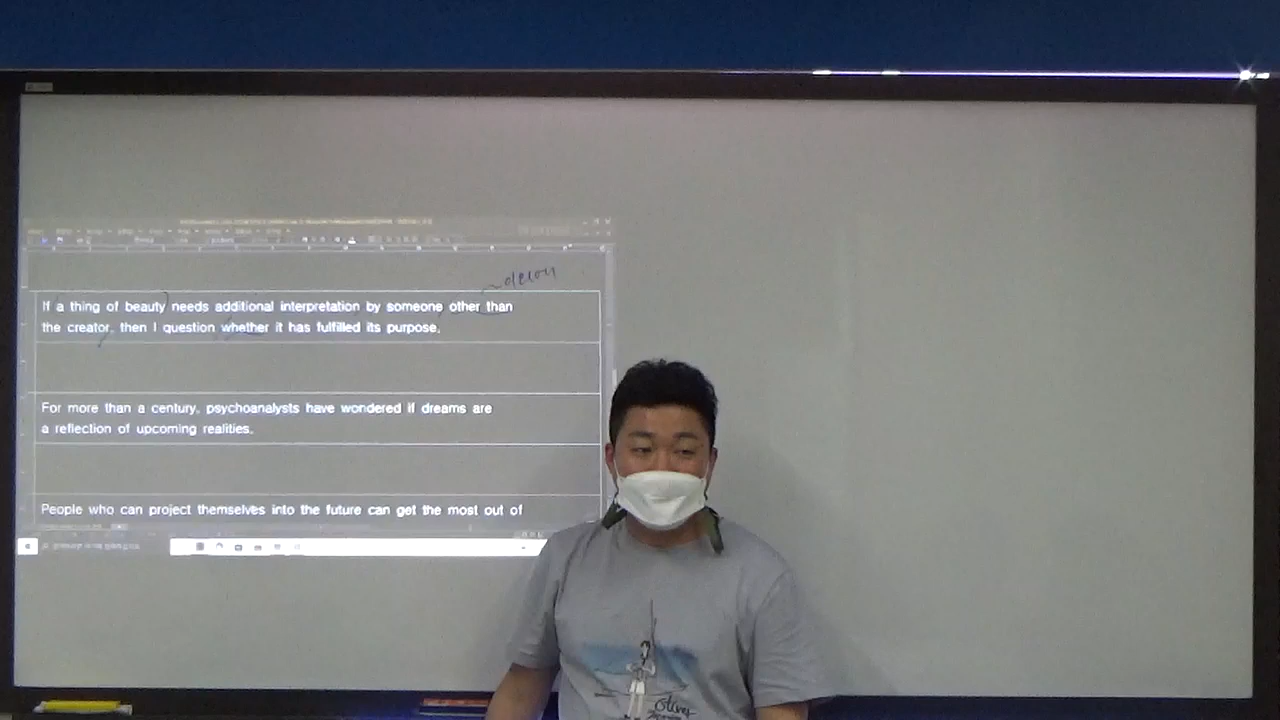 If a thing of beauty needs additional interpretation by someone other than
the creator, then I question whether it has fulfilled its purpose.
For more than a century, psychoanalysts have wondered if dreams are
a reflection of upcoming realities.
People who can project themselves into the future can get the most out of
Olives